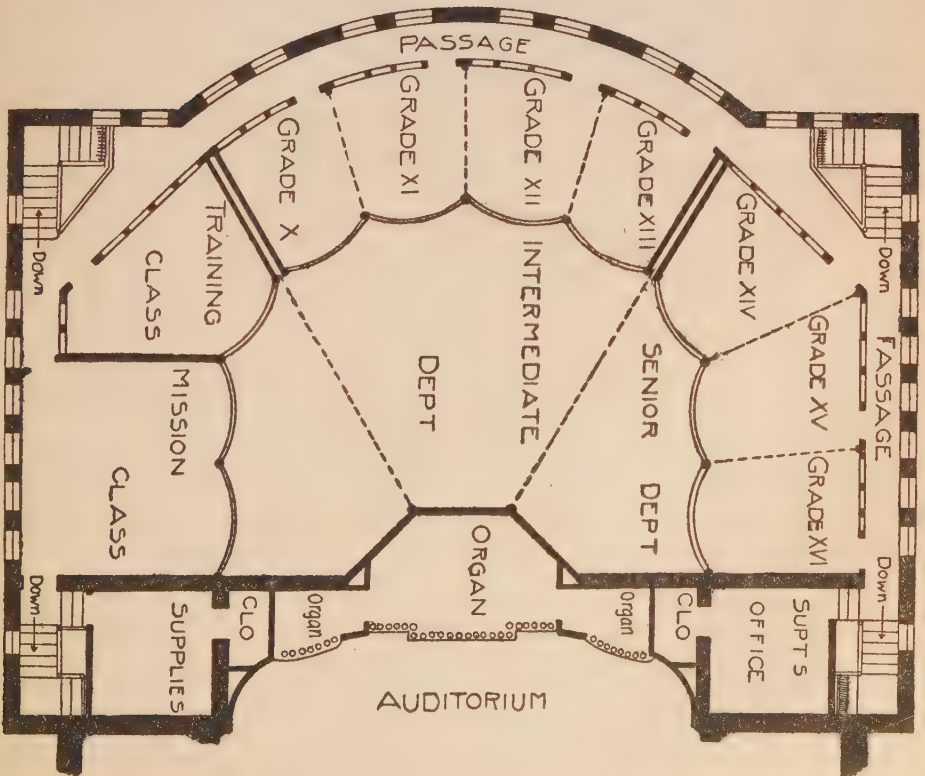 PASSAGE
GRADE X
GRADE XI
GRADE XII
GRADE XIII
GRADE XIV
GRADE XV
GRADE XVI
PASSAGE
TRAINING
CLASS
MISSION
CLASS
INTERMEDIATE
DEPT
SENIOR
DEPT
Down
Down
Down
Down
ORGAN
Organ
Organ
CLO
CLO
SUPPLIES
SUPT'S
OFFICE
AUDITORIUM